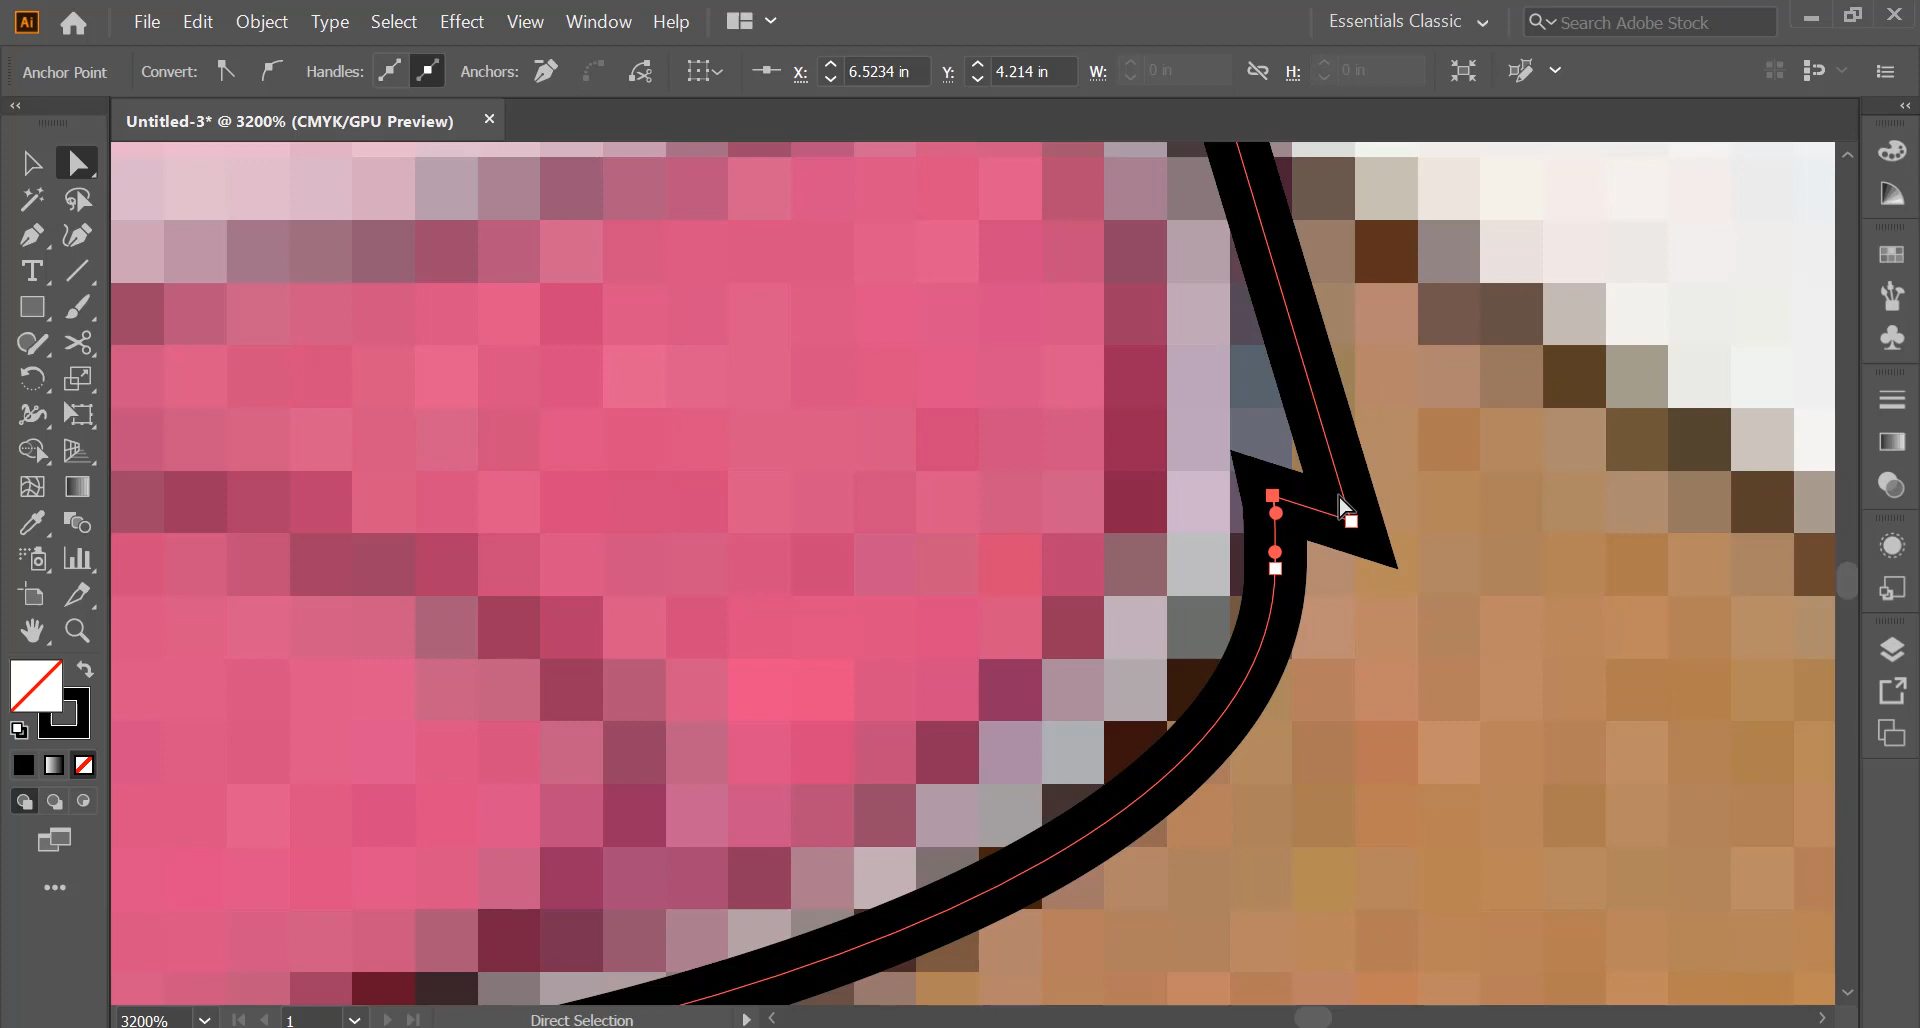 Ai File Edit Object Type Select Effect View Window Help Essentials Classic Search Adobe Stock
Anchor Point Convert: Handles: Anchors: X: 6.5234 in Y: 4.214 in W: 0 in H: 0 in
Untitled-3* @ 3200% (CMYK/GPU Preview)
T
3200% 1 Direct Selection